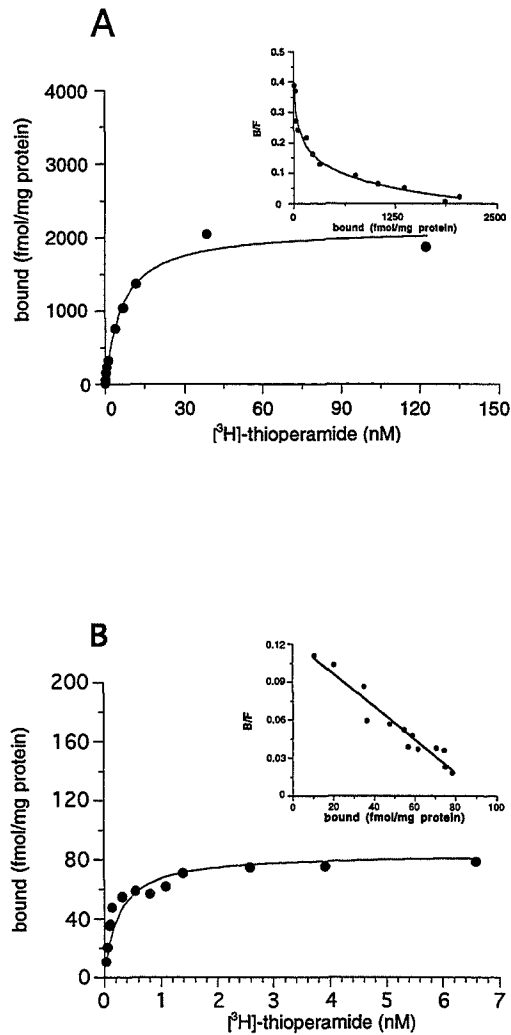 A
0.5
0.4
0.3
0.2
0.1
0
B/F
0 1250 2500
bound (fmol/mg protein)
4000
3000
2000
1000
0
bound (fmol/mg protein)
0 30 60 90 120 150
[³H]-thioperamide (nM)
B
0.12
0.09
0.06
0.03
0
B/F
0 20 40 60 80 100
bound (fmol/mg protein)
200
160
120
80
40
0
bound (fmol/mg protein)
0 1 2 3 4 5 6 7
[³H]-thioperamide (nM)